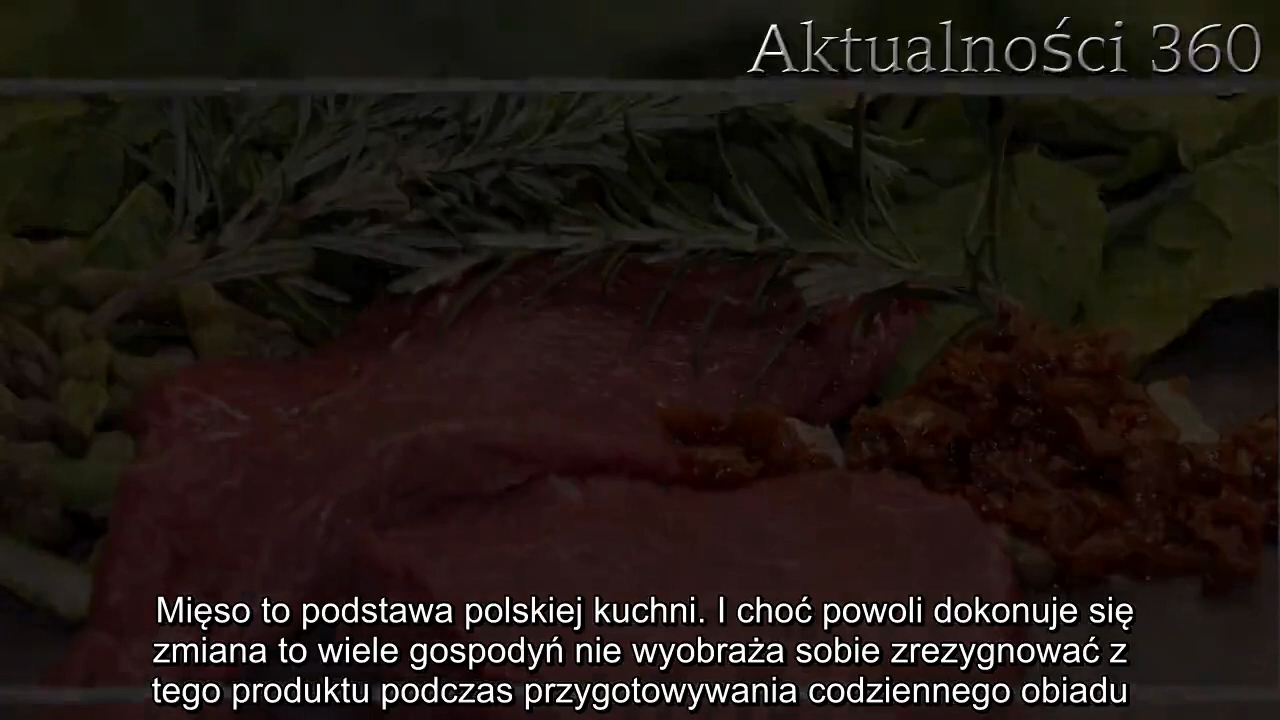 Aktualności 360
Mięso to podstawa polskiej kuchni. I choć powoli dokonuje się
zmiana to wiele gospodyń nie wyobraża sobie zrezygnować z
tego produktu podczas przygotowywania codziennego obiadu